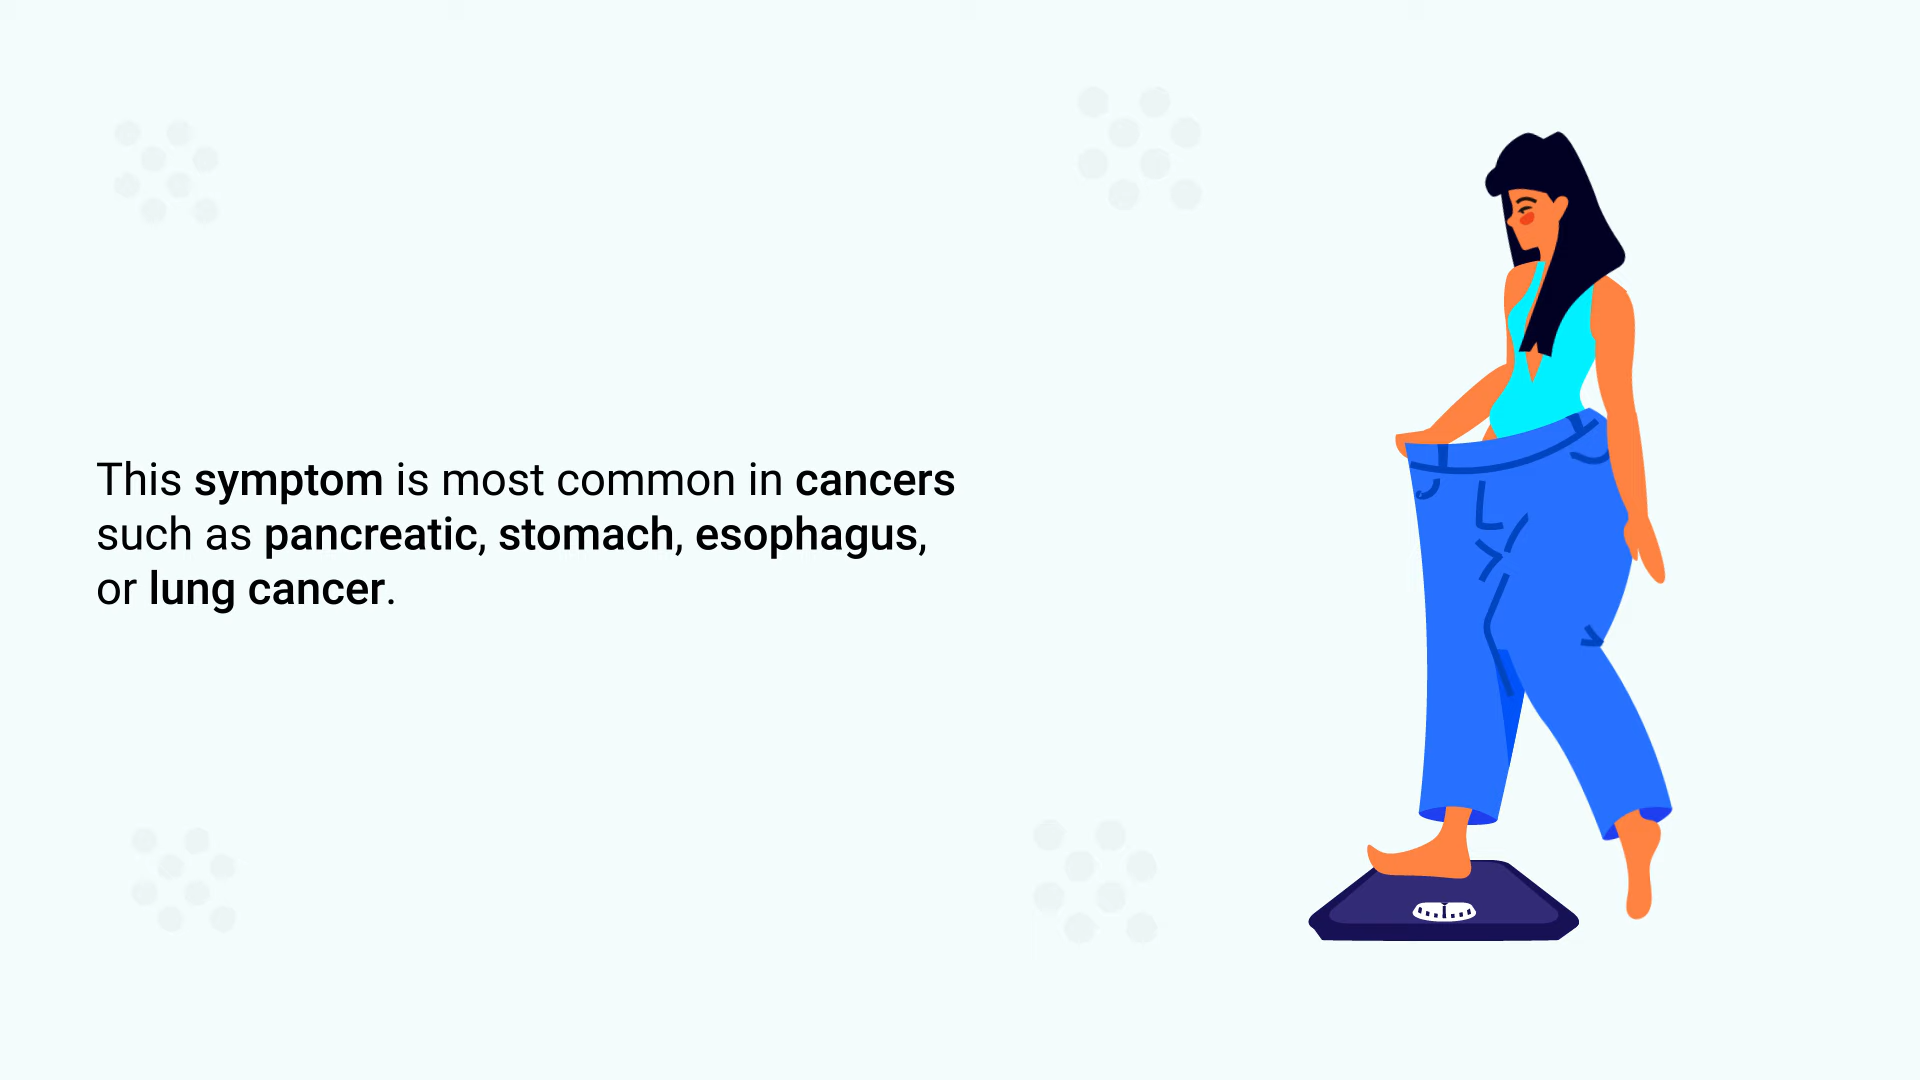 This symptom is most common in cancers
such as pancreatic, stomach, esophagus,
or lung cancer.